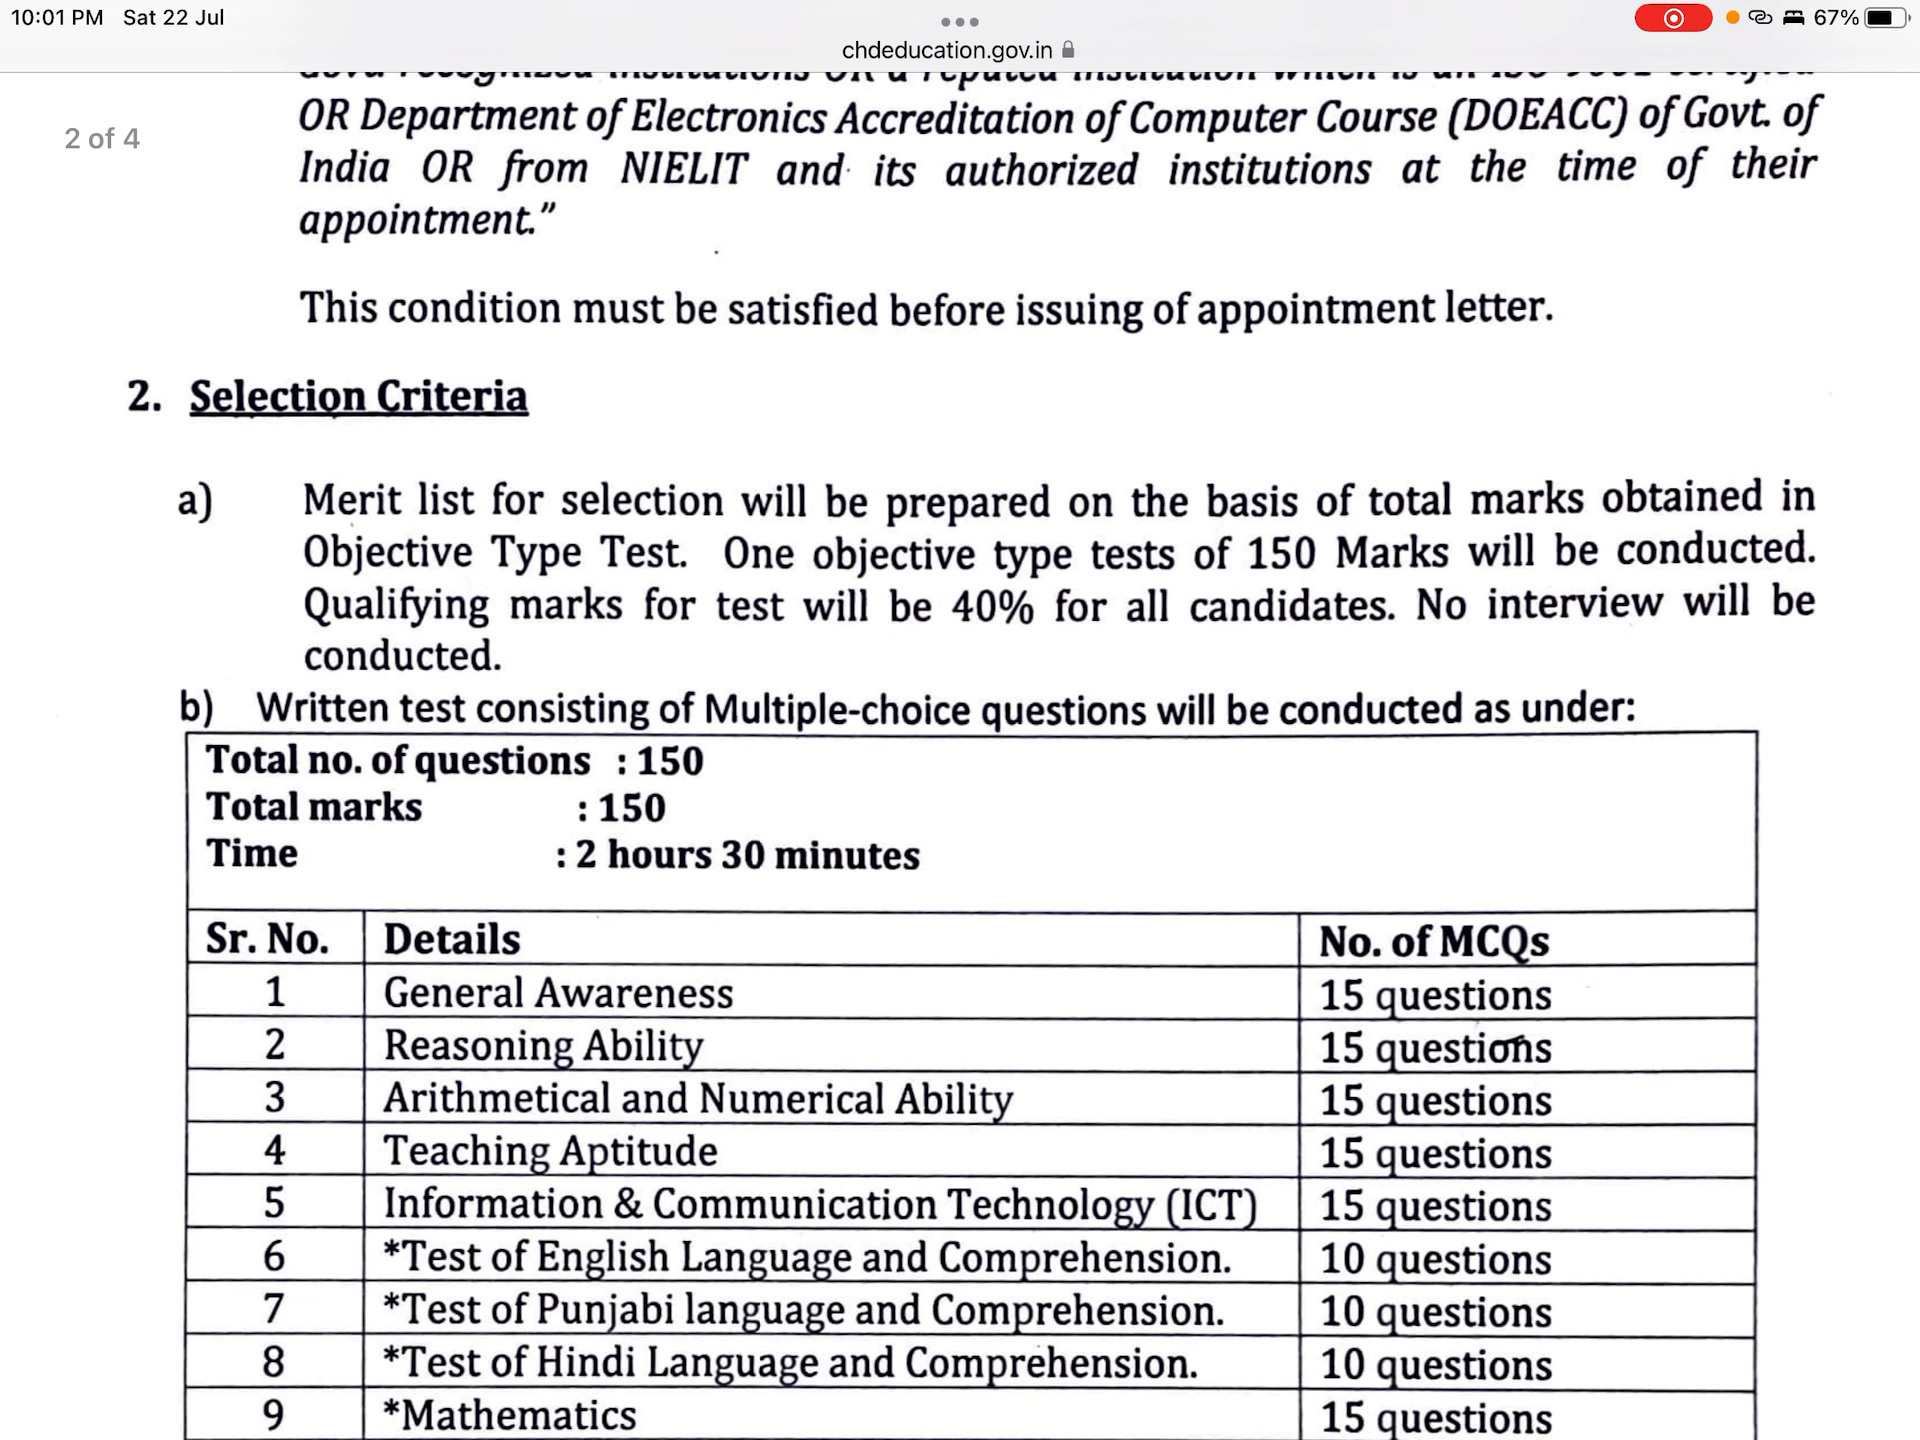 10:01 PM Sat 22 Jul
67%
chdeducation.gov.in
2 of 4
OR Department of Electronics Accreditation of Computer Course (DOEACC) of Govt. of
India OR from NIELIT and its authorized institutions at the time of their
appointment.”
This condition must be satisfied before issuing of appointment letter.
2. Selection Criteria
a) Merit list for selection will be prepared on the basis of total marks obtained in
Objective Type Test. One objective type tests of 150 Marks will be conducted.
Qualifying marks for test will be 40% for all candidates. No interview will be
conducted.
b) Written test consisting of Multiple-choice questions will be conducted as under:
Total no. of questions : 150
Total marks : 150
Time : 2 hours 30 minutes
Sr. No. Details No. of MCQs
1 General Awareness 15 questions
2 Reasoning Ability 15 questions
3 Arithmetical and Numerical Ability 15 questions
4 Teaching Aptitude 15 questions
5 Information & Communication Technology (ICT) 15 questions
6 *Test of English Language and Comprehension. 10 questions
7 *Test of Punjabi language and Comprehension. 10 questions
8 *Test of Hindi Language and Comprehension. 10 questions
9 *Mathematics 15 questions